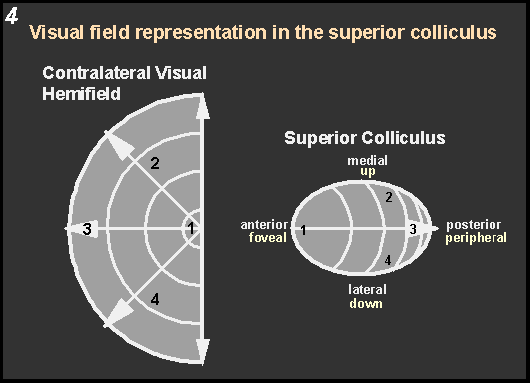 4
Visual field representation in the superior colliculus
Contralateral Visual
Hemifield
2
3
1
4
Superior Colliculus
medial
up
2
anterior
foveal
1
3
posterior
peripheral
4
lateral
down